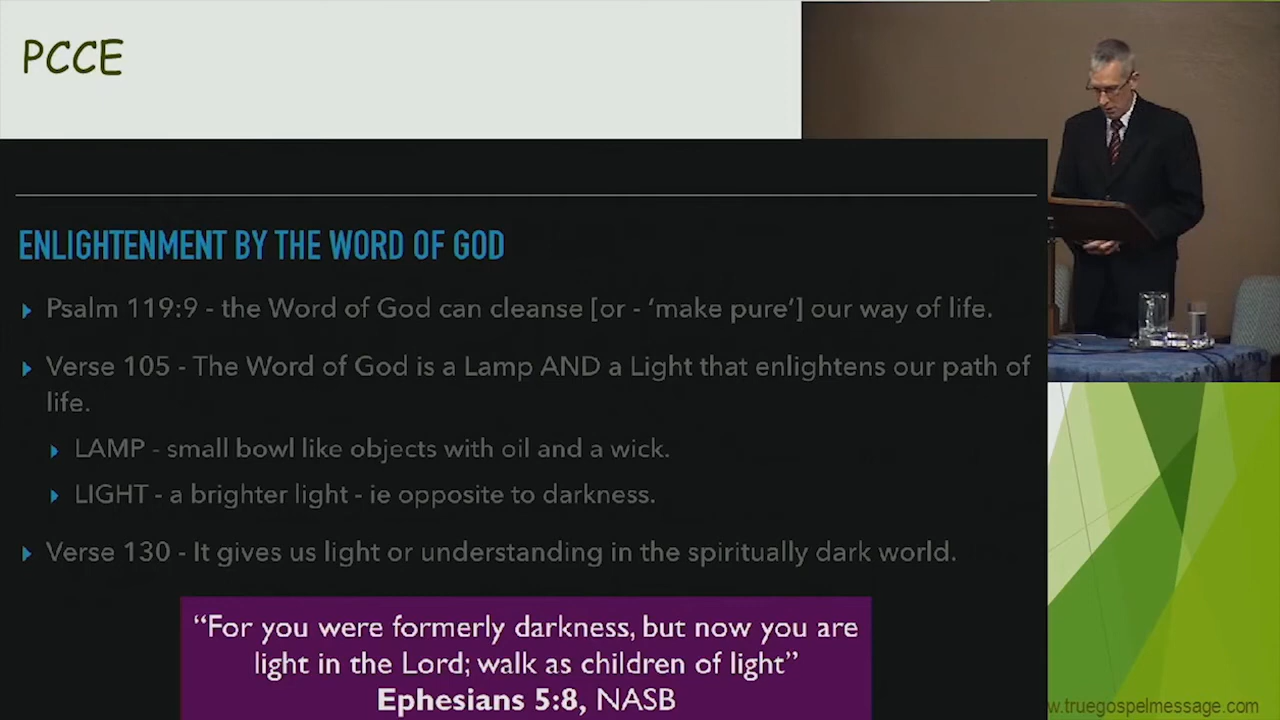 PCCE
ENLIGHTENMENT BY THE WORD OF GOD
Psalm 119:9 - the Word of God can cleanse [or - ‘make pure‘] our way of life.
Verse 105 - The Word of God is a Lamp AND a Light that enlightens our path of
life.
LAMP - small bowl like objects with oil and a wick.
LIGHT - a brighter light - ie opposite to darkness.
Verse 130 - It gives us light or understanding in the spiritually dark world.
“For you were formerly darkness, but now you are
light in the Lord; walk as children of light”
Ephesians 5:8, NASB
w.truegospelmessage.com